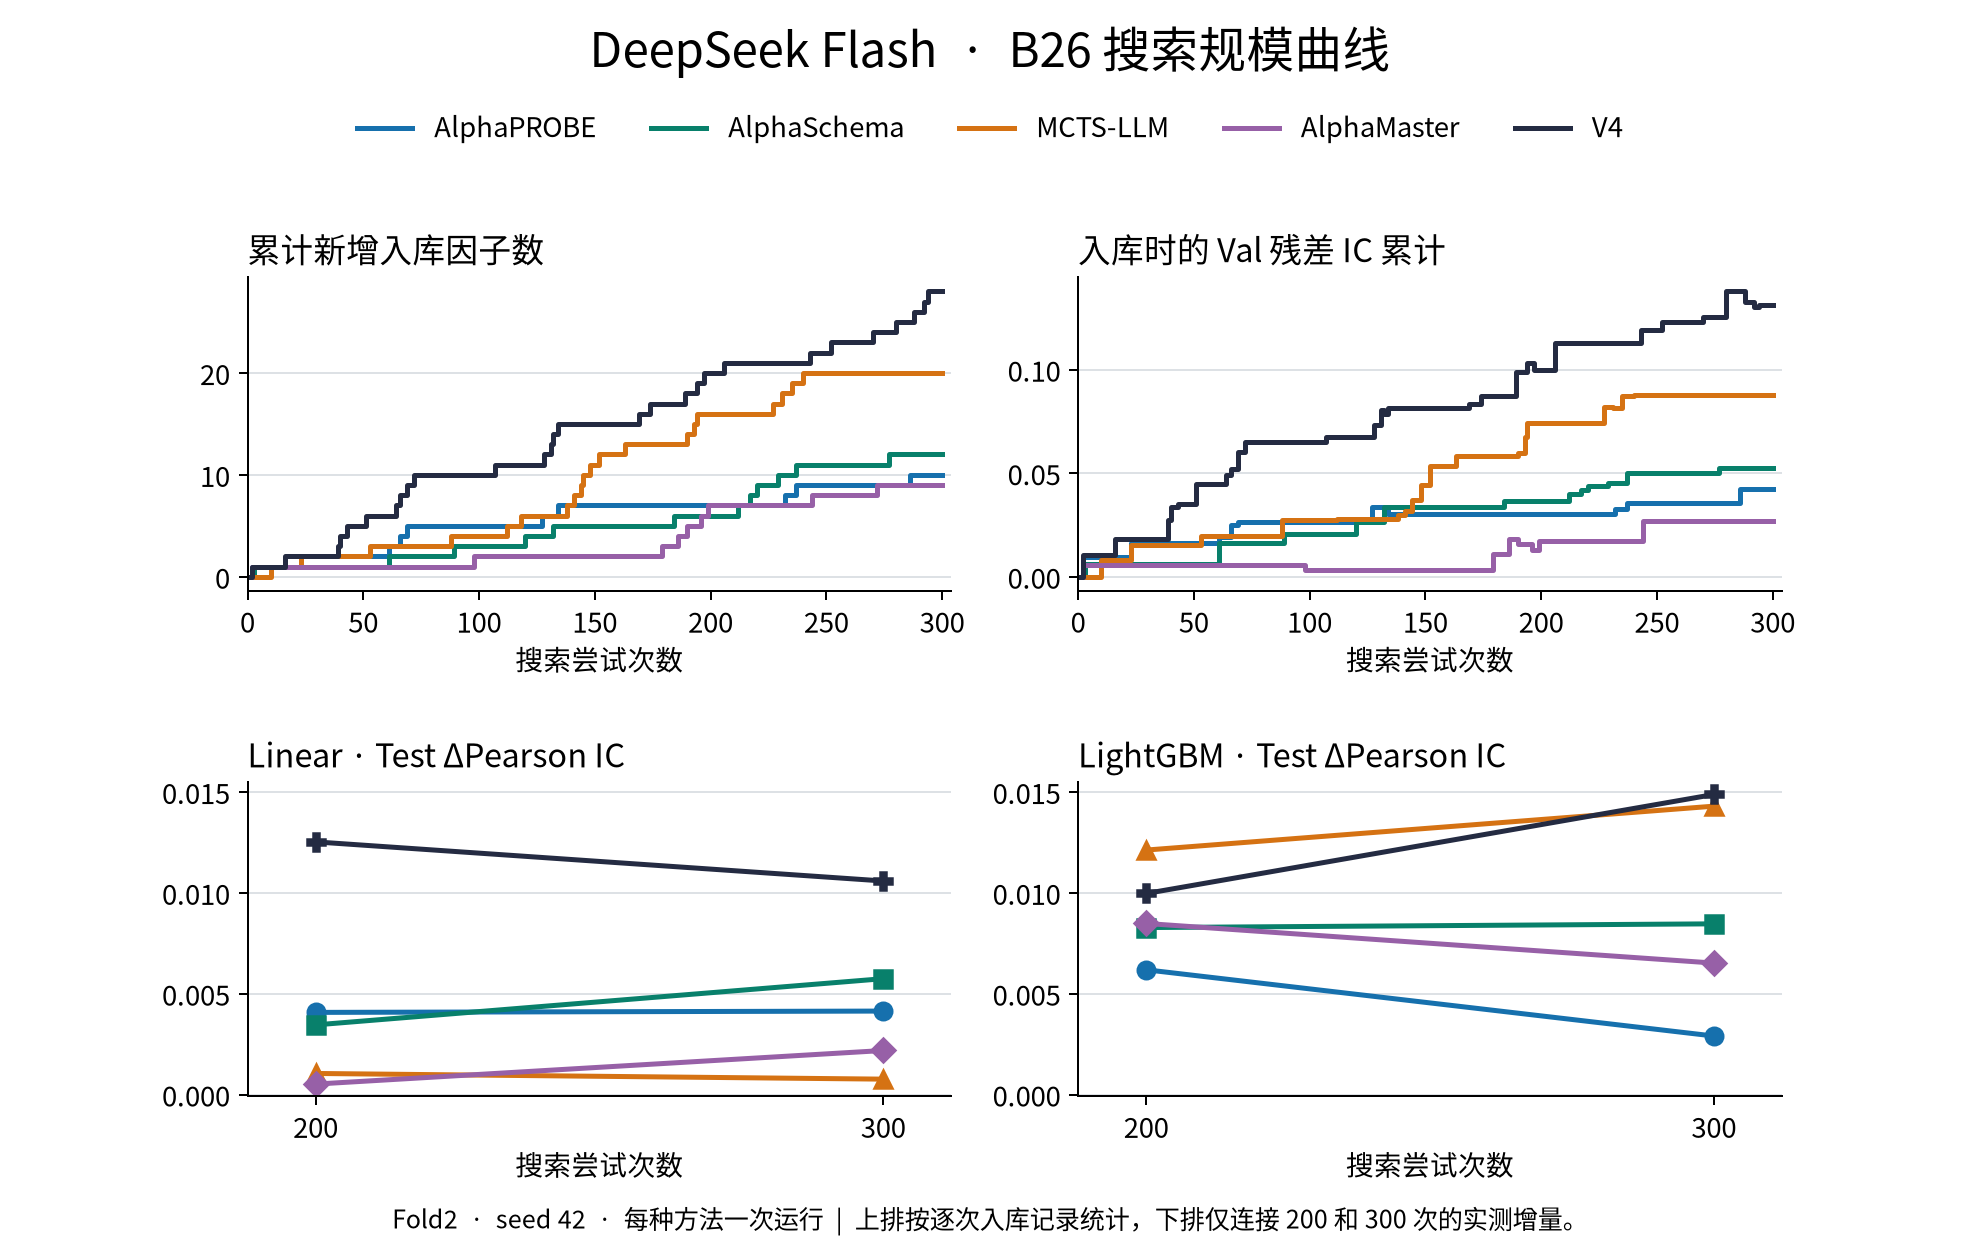 DeepSeek Flash · B26 搜索规模曲线
AlphaPROBE AlphaSchema MCTS-LLM AlphaMaster V4
累计新增入库因子数
20
10
0
0 50 100 150 200 250 300
搜索尝试次数
入库时的 Val 残差 IC 累计
0.10
0.05
0.00
0 50 100 150 200 250 300
搜索尝试次数
Linear · Test ΔPearson IC
0.015
0.010
0.005
0.000
200 300
搜索尝试次数
LightGBM · Test ΔPearson IC
0.015
0.010
0.005
0.000
200 300
搜索尝试次数
Fold2 · seed 42 · 每种方法一次运行 | 上排按逐次入库记录统计，下排仅连接 200 和 300 次的实测增量。